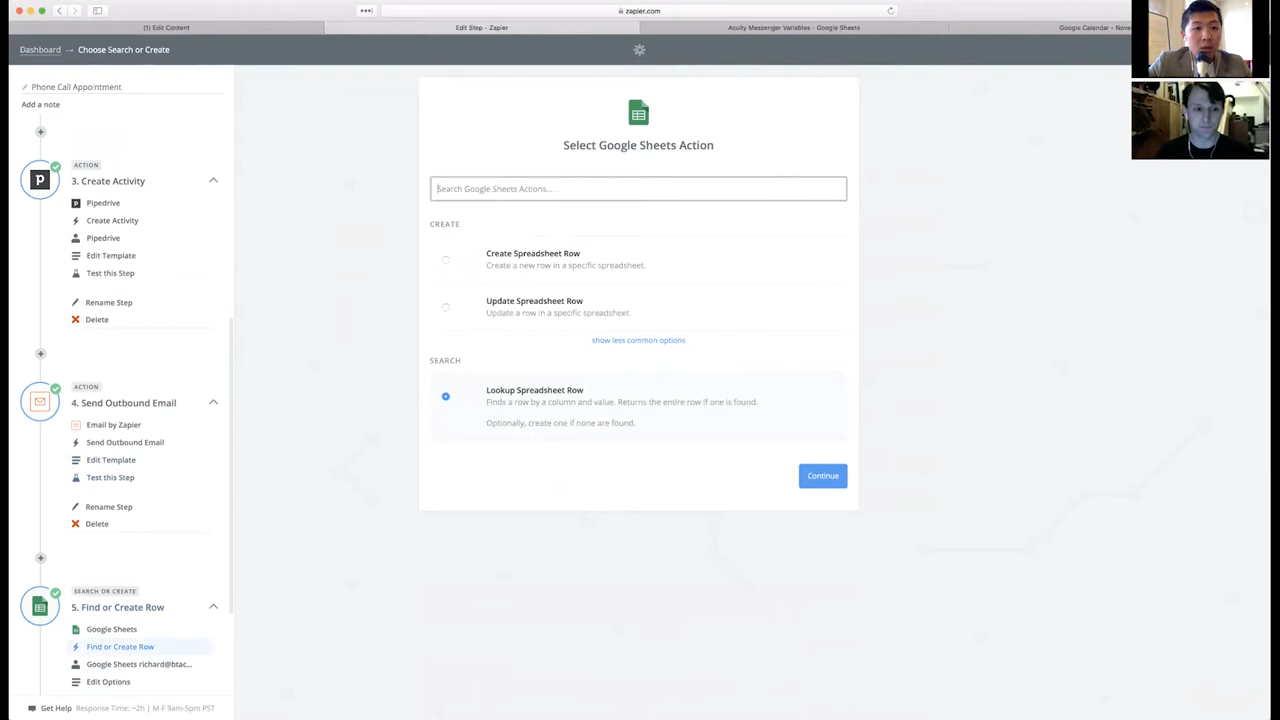 zapier.com
(1) Edit Content
Edit Step - Zapier
Acuity Messenger Variables - Google Sheets
Google Calendar - Nove
Dashboard → Choose Search or Create
Phone Call Appointment
Add a note
ACTION
3. Create Activity
Pipedrive
Create Activity
Pipedrive
Edit Template
Test this Step
Rename Step
Delete
ACTION
4. Send Outbound Email
Email by Zapier
Send Outbound Email
Edit Template
Test this Step
Rename Step
Delete
SEARCH OR CREATE
5. Find or Create Row
Google Sheets
Find or Create Row
Google Sheets richard@btac...
Edit Options
Get Help Response Time: ~2h | M-F 9am-5pm PST
Select Google Sheets Action
Search Google Sheets Actions...
CREATE
Create Spreadsheet Row
Create a new row in a specific spreadsheet.
Update Spreadsheet Row
Update a row in a specific spreadsheet.
show less common options
SEARCH
Lookup Spreadsheet Row
Finds a row by a column and value. Returns the entire row if one is found.
Optionally, create one if none are found.
Continue